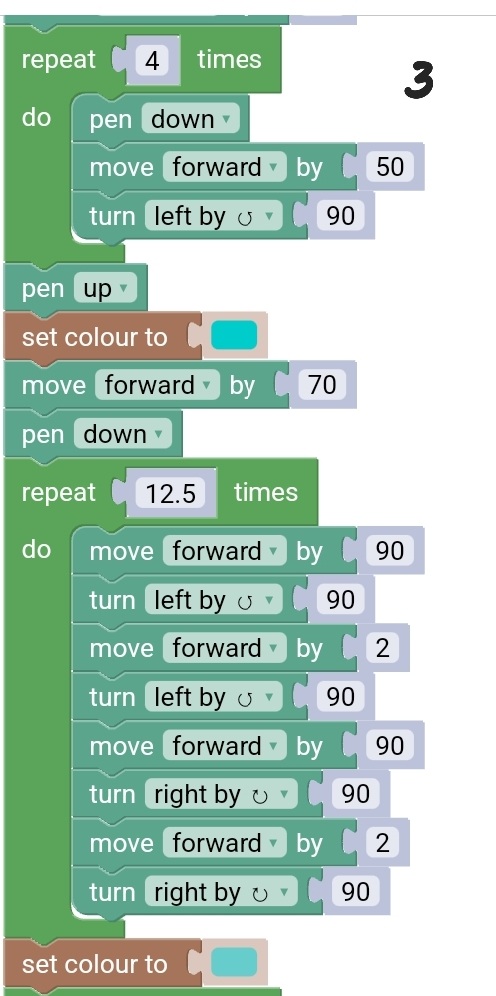 repeat 4 times
3
do pen down ▾
move forward ▾ by 50
turn left by ↺ ▾ 90
pen up ▾
set colour to
move forward ▾ by 70
pen down ▾
repeat 12.5 times
do move forward ▾ by 90
turn left by ↺ ▾ 90
move forward ▾ by 2
turn left by ↺ ▾ 90
move forward ▾ by 90
turn right by ↻ ▾ 90
move forward ▾ by 2
turn right by ↻ ▾ 90
set colour to